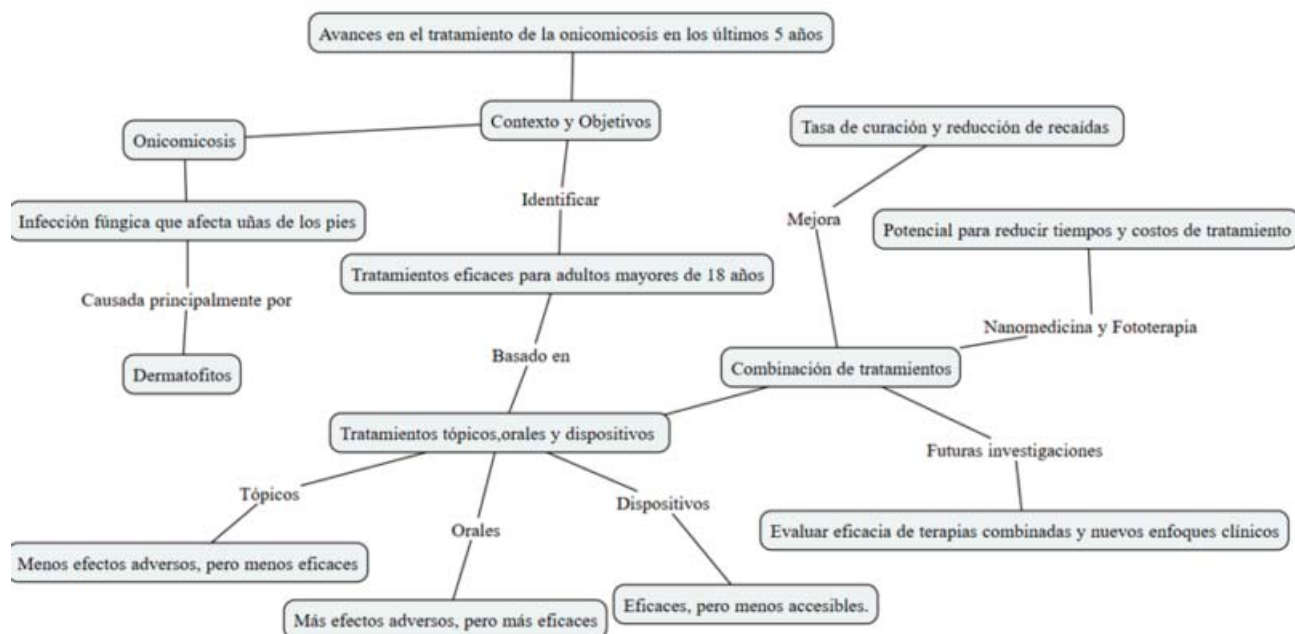 Avances en el tratamiento de la onicomicosis en los últimos 5 años
Contexto y Objetivos
Onicomicosis
Infección fúngica que afecta uñas de los pies
Causada principalmente por
Dermatofitos
Identificar
Tratamientos eficaces para adultos mayores de 18 años
Basado en
Tratamientos tópicos,orales y dispositivos
Tópicos
Menos efectos adversos, pero menos eficaces
Orales
Más efectos adversos, pero más eficaces
Dispositivos
Eficaces, pero menos accesibles.
Combinación de tratamientos
Mejora
Tasa de curación y reducción de recaídas
Nanomedicina y Fototerapia
Potencial para reducir tiempos y costos de tratamiento
Futuras investigaciones
Evaluar eficacia de terapias combinadas y nuevos enfoques clínicos